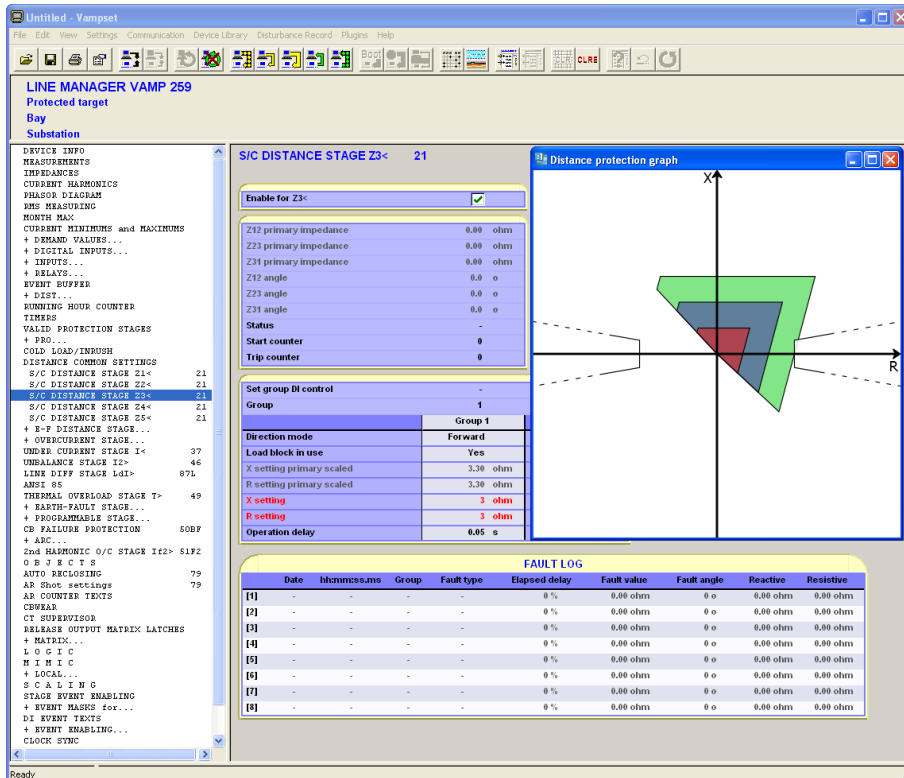 Untitled - Vampset
File Edit View Settings Communication Device Library Disturbance Record Plugins Help
Boot
CLRE
LINE MANAGER VAMP 259
Protected target
Bay
Substation
DEVICE INFO
MEASUREMENTS
IMPEDANCES
CURRENT HARMONICS
PHASOR DIAGRAM
RMS MEASURING
MONTH MAX
CURRENT MINIMUMS and MAXIMUMS
+ DEMAND VALUES...
+ DIGITAL INPUTS...
+ INPUTS...
+ RELAYS...
EVENT BUFFER
+ DIST...
RUNNING HOUR COUNTER
TIMERS
VALID PROTECTION STAGES
+ PRO...
COLD LOAD/INRUSH
DISTANCE COMMON SETTINGS
S/C DISTANCE STAGE Z1< 21
S/C DISTANCE STAGE Z2< 21
S/C DISTANCE STAGE Z3< 21
S/C DISTANCE STAGE Z4< 21
S/C DISTANCE STAGE Z5< 21
+ E-F DISTANCE STAGE...
+ OVERCURRENT STAGE...
UNDER CURRENT STAGE I< 37
UNBALANCE STAGE I2> 46
LINE DIFF STAGE LdI> 87L
ANSI 85
THERMAL OVERLOAD STAGE T> 49
+ EARTH-FAULT STAGE...
+ PROGRAMMABLE STAGE...
CB FAILURE PROTECTION 50BF
+ ARC...
2nd HARMONIC O/C STAGE If2> 51F2
O B J E C T S
AUTO RECLOSING 79
AR Shot settings 79
AR COUNTER TEXTS
CBWEAR
CT SUPERVISOR
RELEASE OUTPUT MATRIX LATCHES
+ MATRIX...
L O G I C
M I M I C
+ LOCAL...
S C A L I N G
STAGE EVENT ENABLING
+ EVENT MASKS for...
DI EVENT TEXTS
+ EVENT ENABLING...
CLOCK SYNC
S/C DISTANCE STAGE Z3< 21
Enable for Z3<
Z12 primary impedance 0.00 ohm
Z23 primary impedance 0.00 ohm
Z31 primary impedance 0.00 ohm
Z12 angle 0.0 o
Z23 angle 0.0 o
Z31 angle 0.0 o
Status -
Start counter 0
Trip counter 0
Set group DI control -
Group 1
Group 1
Direction mode Forward
Load block in use Yes
X setting primary scaled 3.30 ohm
R setting primary scaled 3.30 ohm
X setting 3 ohm
R setting 3 ohm
Operation delay 0.05 s
Distance protection graph
X
R
FAULT LOG
Date hh:mm:ss.ms Group Fault type Elapsed delay Fault value Fault angle Reactive Resistive
[1] - - - - 0 % 0.00 ohm 0 o 0.00 ohm 0.00 ohm
[2] - - - - 0 % 0.00 ohm 0 o 0.00 ohm 0.00 ohm
[3] - - - - 0 % 0.00 ohm 0 o 0.00 ohm 0.00 ohm
[4] - - - - 0 % 0.00 ohm 0 o 0.00 ohm 0.00 ohm
[5] - - - - 0 % 0.00 ohm 0 o 0.00 ohm 0.00 ohm
[6] - - - - 0 % 0.00 ohm 0 o 0.00 ohm 0.00 ohm
[7] - - - - 0 % 0.00 ohm 0 o 0.00 ohm 0.00 ohm
[8] - - - - 0 % 0.00 ohm 0 o 0.00 ohm 0.00 ohm
Ready